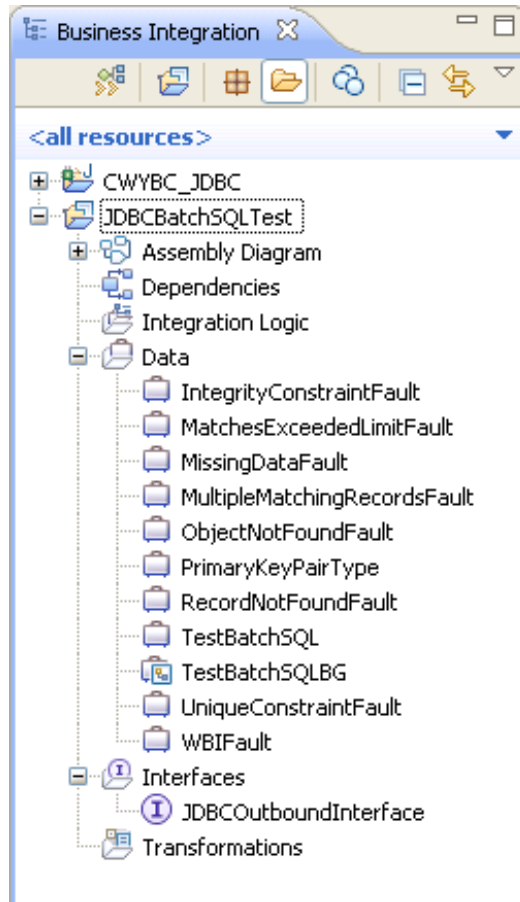 Business Integration
<all resources>
CWYBC_JDBC
JDBCBatchSQLTest
Assembly Diagram
Dependencies
Integration Logic
Data
IntegrityConstraintFault
MatchesExceededLimitFault
MissingDataFault
MultipleMatchingRecordsFault
ObjectNotFoundFault
PrimaryKeyPairType
RecordNotFoundFault
TestBatchSQL
TestBatchSQLBG
UniqueConstraintFault
WBIFault
Interfaces
JDBCOutboundInterface
Transformations